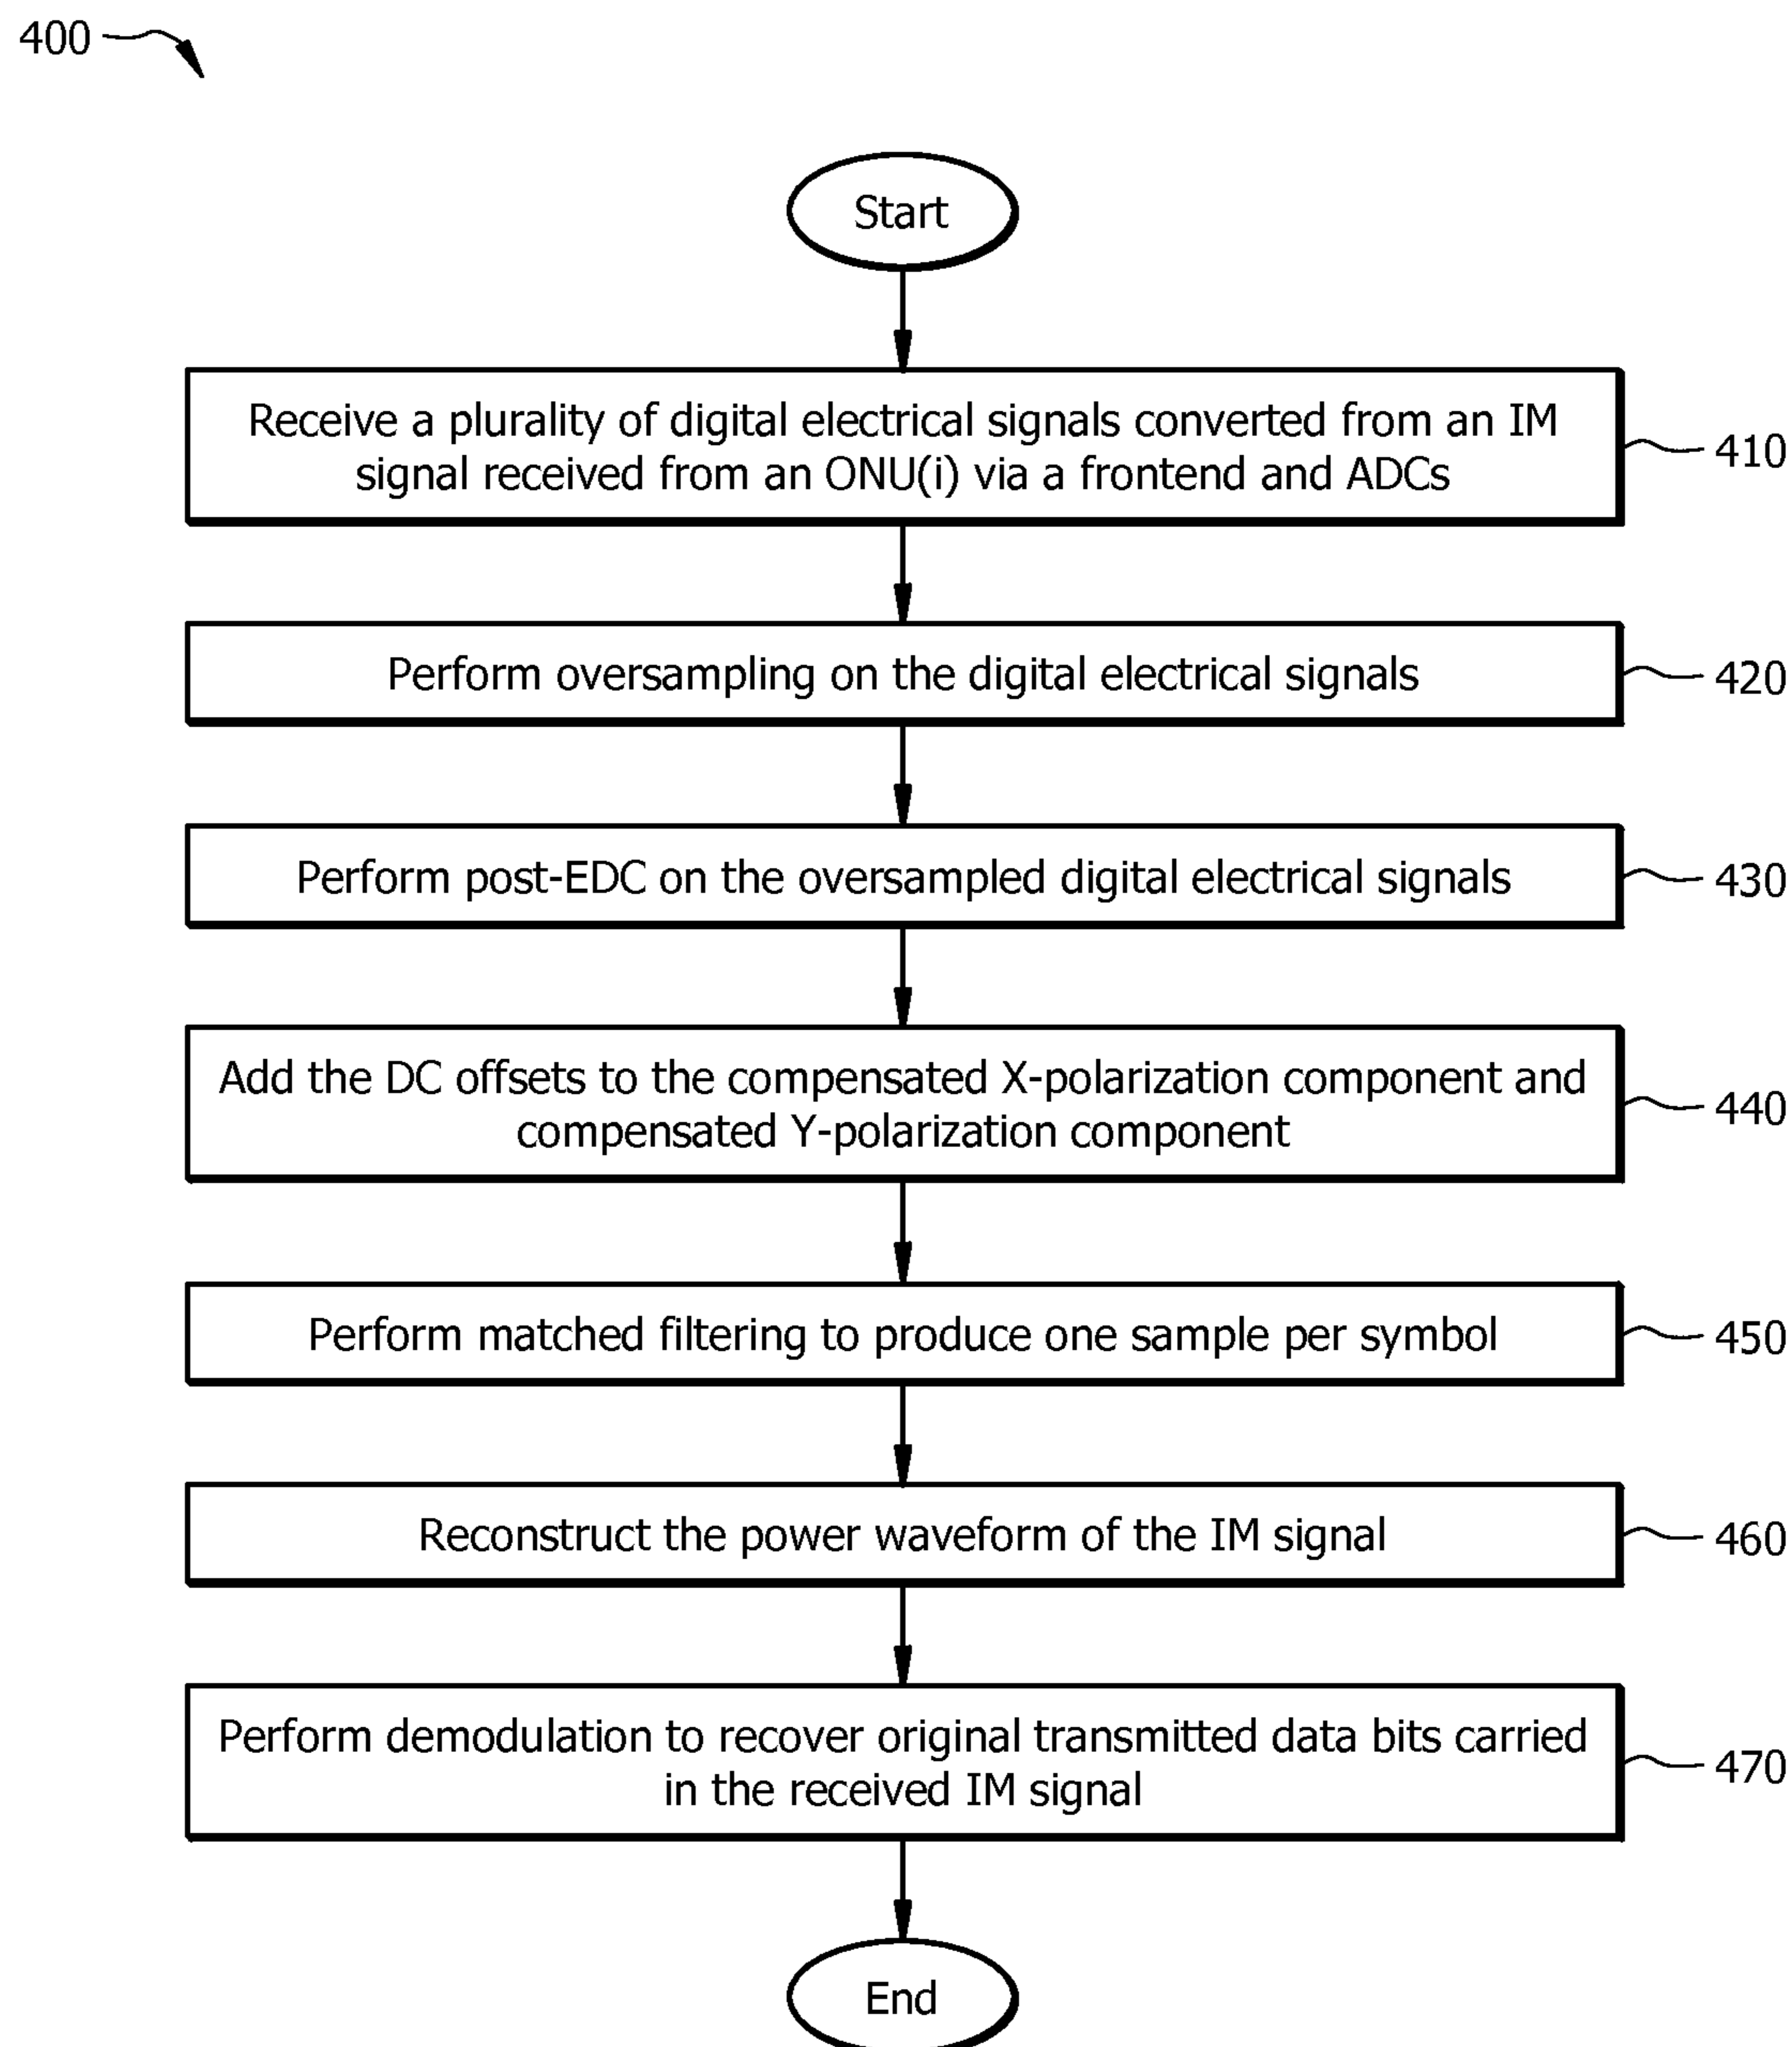 400
Start
Receive a plurality of digital electrical signals converted from an IM
signal received from an ONU(i) via a frontend and ADCs
410
Perform oversampling on the digital electrical signals
420
Perform post-EDC on the oversampled digital electrical signals
430
Add the DC offsets to the compensated X-polarization component and
compensated Y-polarization component
440
Perform matched filtering to produce one sample per symbol
450
Reconstruct the power waveform of the IM signal
460
Perform demodulation to recover original transmitted data bits carried
in the received IM signal
470
End